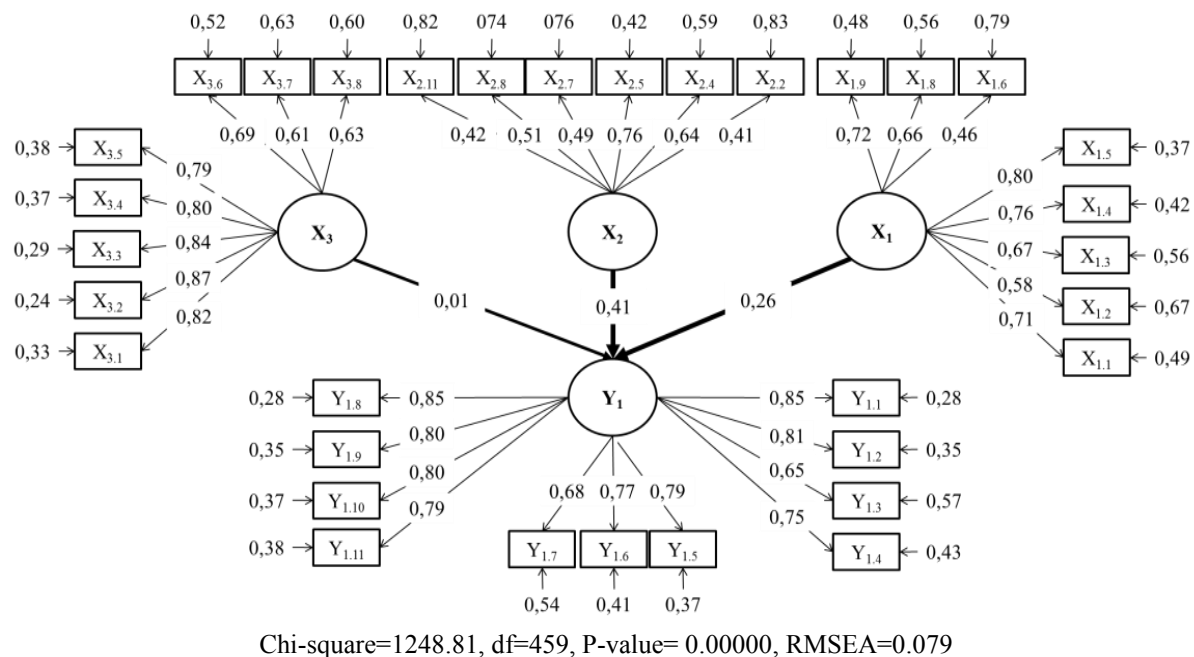 0,52 0,63 0,60 0,82 074 076 0,42 0,59 0,83 0,48 0,56 0,79
X3.6 X3.7 X3.8 X2.11 X2.8 X2.7 X2.5 X2.4 X2.2 X1.9 X1.8 X1.6
0,69 0,61 0,63 0,42 0,51 0,49 0,76 0,64 0,41 0,72 0,66 0,46
0,38 X3.5 0,79 0,80 X1.5 0,37
0,37 X3.4 0,80 0,76 X1.4 0,42
X3 X2 X1
0,29 X3.3 0,84 0,67 X1.3 0,56
0,24 X3.2 0,87 0,58 X1.2 0,67
0,01 0,41 0,26
0,33 X3.1 0,82 0,71 X1.1 0,49
0,28 Y1.8 0,85 Y1 0,85 Y1.1 0,28
0,35 Y1.9 0,80 0,81 Y1.2 0,35
0,37 Y1.10 0,80 0,65 Y1.3 0,57
0,38 Y1.11 0,79 0,75 Y1.4 0,43
0,68 0,77 0,79
Y1.7 Y1.6 Y1.5
0,54 0,41 0,37
Chi-square=1248.81, df=459, P-value= 0.00000, RMSEA=0.079